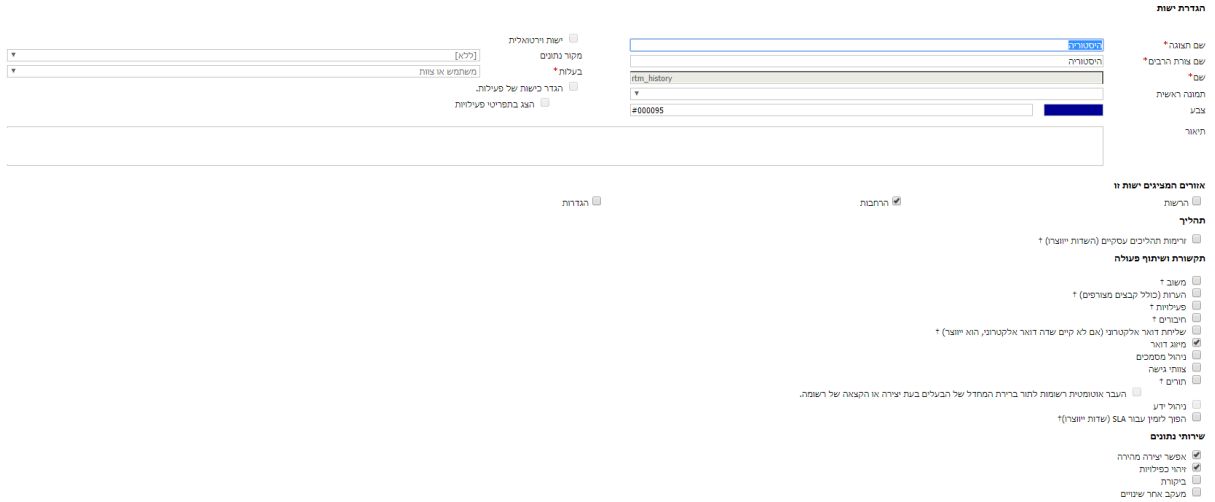 הגדרת ישות
שם תצוגה* היסטוריה
ישות וירטואלית
שם צורת הרבים* היסטוריה
מקור נתונים [ללא]
שם* rtm_history
בעלות* משתמש או צוות
תמונה ראשית
הגדר כישות של פעילות.
צבע #000095
הצג בתפריטי פעילויות
תיאור
אזורים המציגים ישות זו
הרשות הרחבות הגדרות
תהליך
זרימות תהליכים עסקיים (השדות ייווצרו) †
תקשורת ושיתוף פעולה
משוב †
הערות (כולל קבצים מצורפים) †
פעילויות †
חיבורים †
שליחת דואר אלקטרוני (אם לא קיים שדה דואר אלקטרוני, הוא ייווצר) †
מיזוג דואר
ניהול מסמכים
צוותי גישה
תורים †
העבר אוטומטית רשומות לתור ברירת המחדל של הבעלים בעת יצירה או הקצאה של רשומה.
ניהול ידע
הפוך לזמין עבור SLA (שדות ייווצרו)†
שירותי נתונים
אפשר יצירה מהירה
זיהוי כפילויות
ביקורת
מעקב אחר שינויים